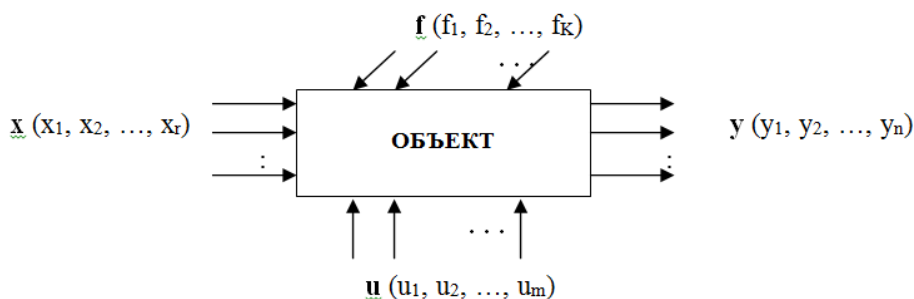 f (f1, f2, …, fK)
. . .
x (x1, x2, …, xr)
ОБЪЕКТ
y (y1, y2, …, yn)
. . .
u (u1, u2, …, um)